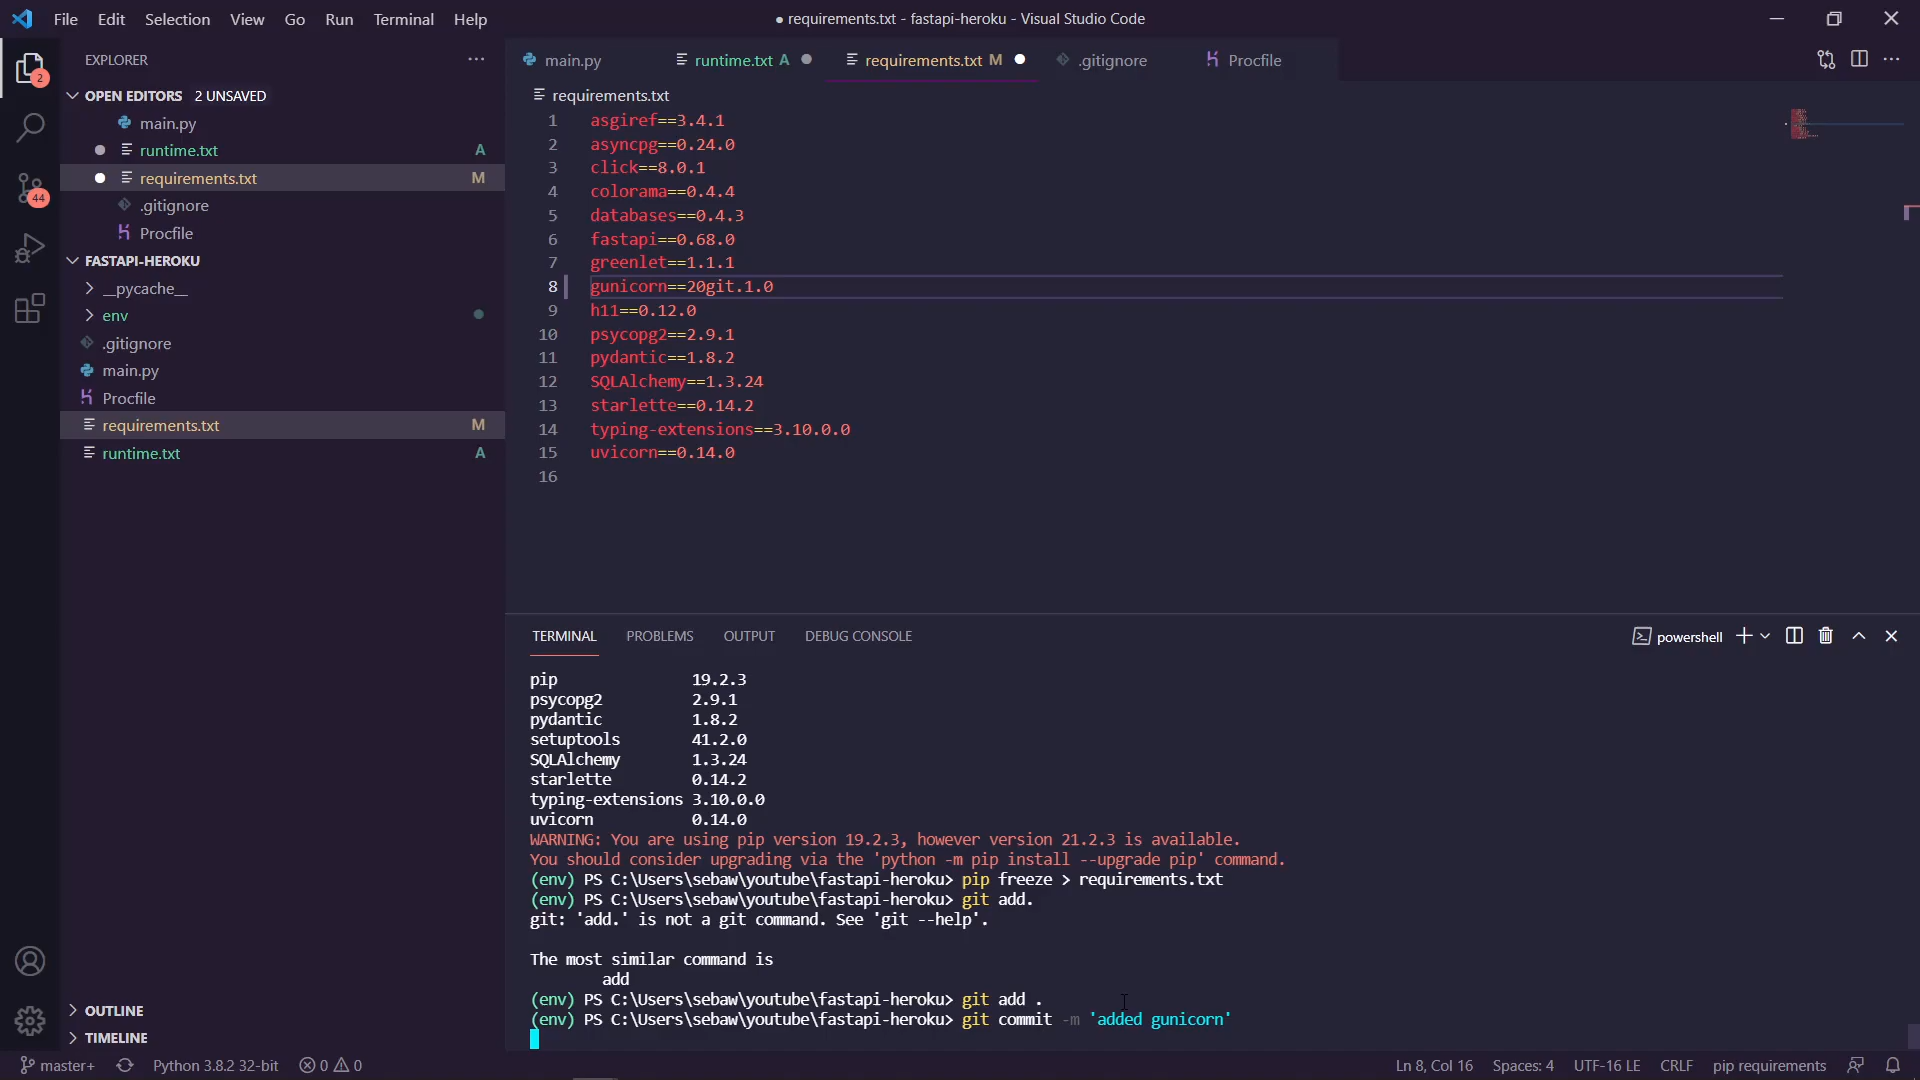 File Edit Selection View Go Run Terminal Help
● requirements.txt - fastapi-heroku - Visual Studio Code
EXPLORER
OPEN EDITORS 2 UNSAVED
main.py
runtime.txt A
requirements.txt M
.gitignore
Procfile
FASTAPI-HEROKU
__pycache__
env
.gitignore
main.py
Procfile
requirements.txt M
runtime.txt A
OUTLINE
TIMELINE
2
44
main.py runtime.txt A requirements.txt M .gitignore Procfile
requirements.txt
1 asgiref==3.4.1
2 asyncpg==0.24.0
3 click==8.0.1
4 colorama==0.4.4
5 databases==0.4.3
6 fastapi==0.68.0
7 greenlet==1.1.1
8 gunicorn==20git.1.0
9 h11==0.12.0
10 psycopg2==2.9.1
11 pydantic==1.8.2
12 SQLAlchemy==1.3.24
13 starlette==0.14.2
14 typing-extensions==3.10.0.0
15 uvicorn==0.14.0
16
TERMINAL PROBLEMS OUTPUT DEBUG CONSOLE
powershell
pip 19.2.3
psycopg2 2.9.1
pydantic 1.8.2
setuptools 41.2.0
SQLAlchemy 1.3.24
starlette 0.14.2
typing-extensions 3.10.0.0
uvicorn 0.14.0
WARNING: You are using pip version 19.2.3, however version 21.2.3 is available.
You should consider upgrading via the 'python -m pip install --upgrade pip' command.
(env) PS C:\Users\sebaw\youtube\fastapi-heroku> pip freeze > requirements.txt
(env) PS C:\Users\sebaw\youtube\fastapi-heroku> git add.
git: 'add.' is not a git command. See 'git --help'.
The most similar command is
add
(env) PS C:\Users\sebaw\youtube\fastapi-heroku> git add .
(env) PS C:\Users\sebaw\youtube\fastapi-heroku> git commit -m 'added gunicorn'
master+ Python 3.8.2 32-bit 0 0
Ln 8, Col 16 Spaces: 4 UTF-16 LE CRLF pip requirements